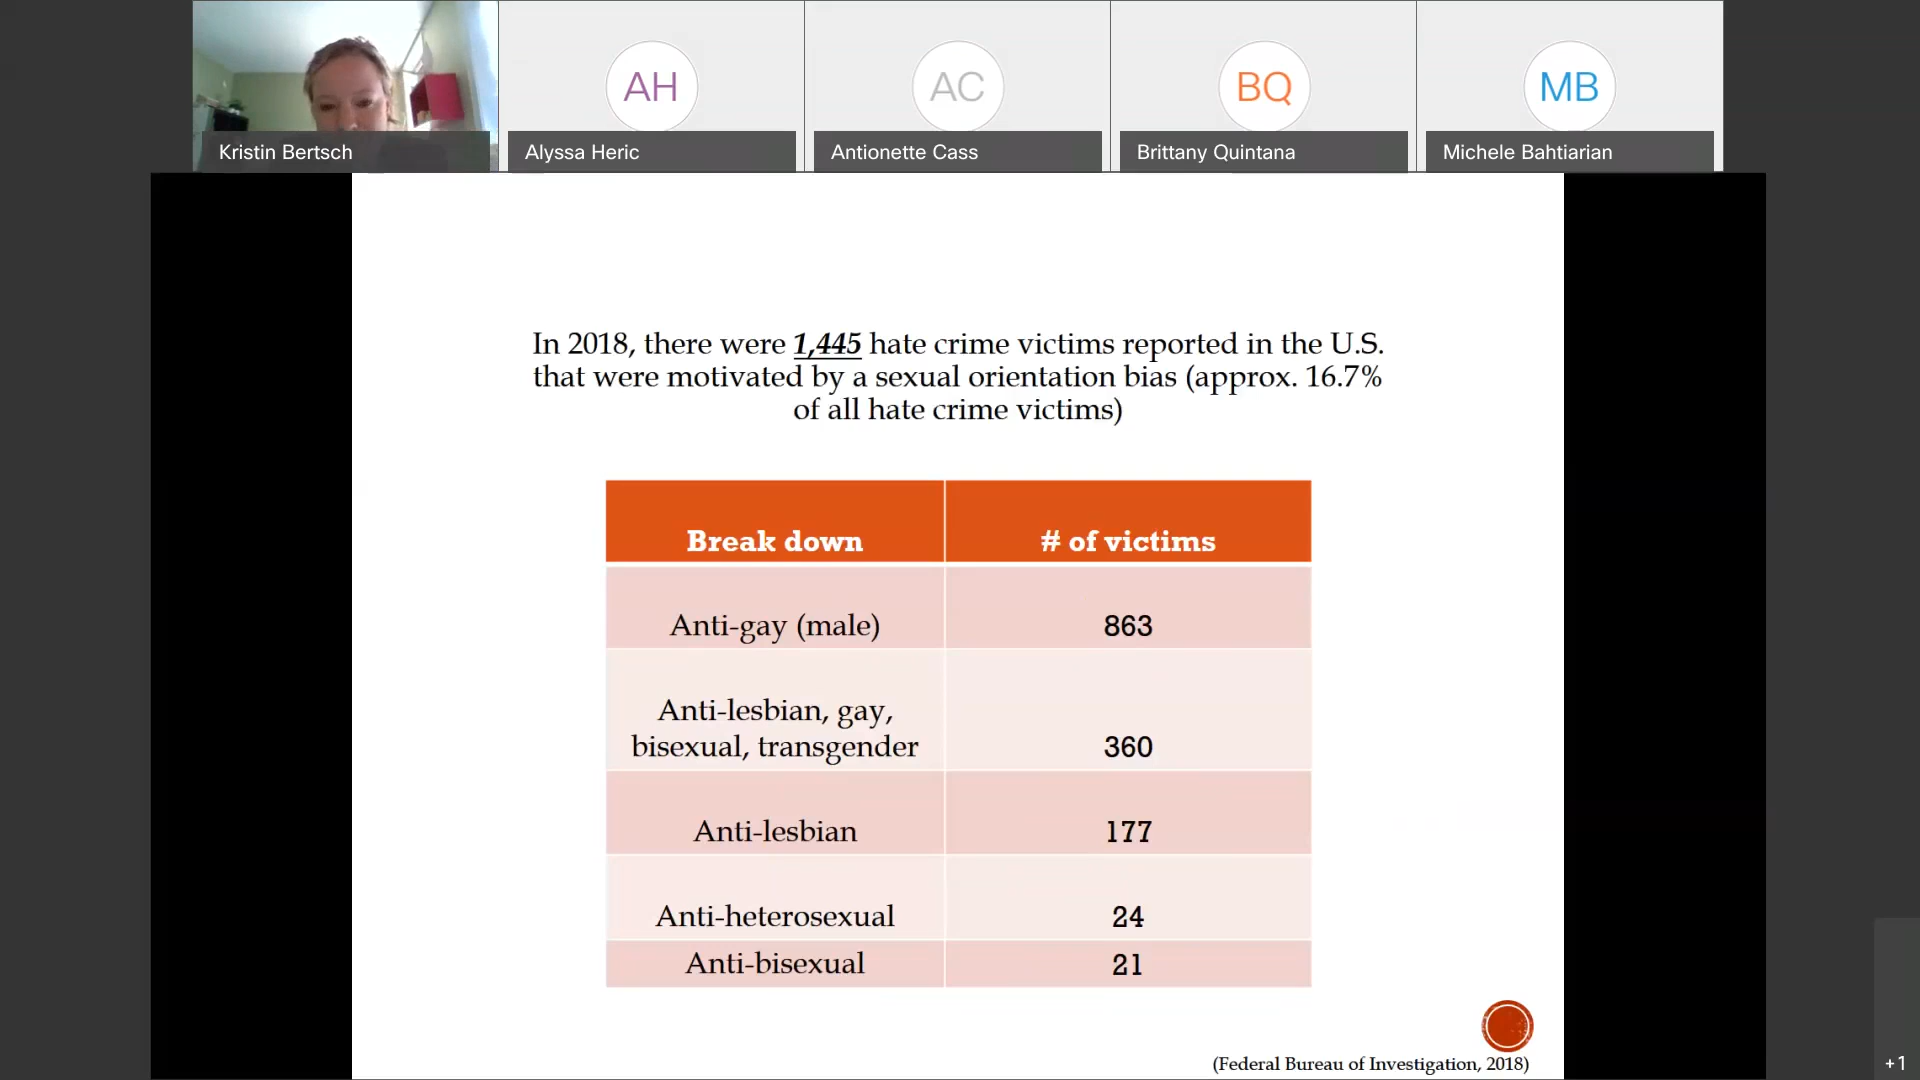 AH
AC
BQ
MB
Kristin Bertsch
Alyssa Heric
Antionette Cass
Brittany Quintana
Michele Bahtiarian
In 2018, there were 1,445 hate crime victims reported in the U.S.
that were motivated by a sexual orientation bias (approx. 16.7%
of all hate crime victims)
Break down # of victims
Anti-gay (male) 863
Anti-lesbian, gay,
bisexual, transgender 360
Anti-lesbian 177
Anti-heterosexual 24
Anti-bisexual 21
(Federal Bureau of Investigation, 2018)
+1